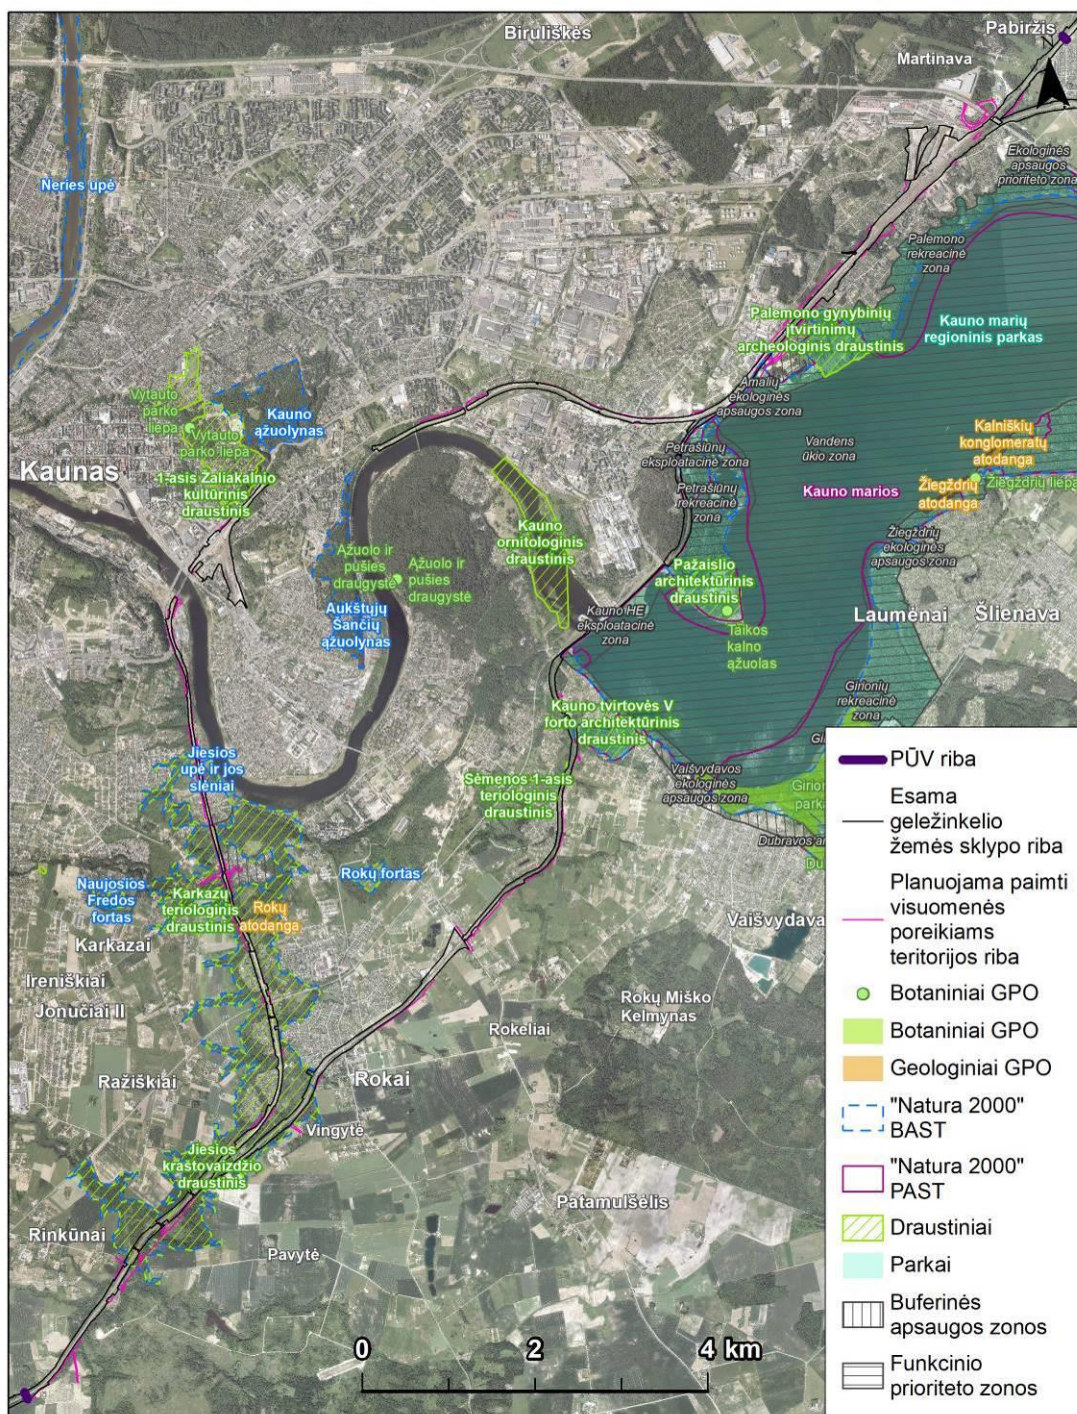 Biruliškės
Pabiržis
Martinava
Ekologinės
apsaugos
prioriteto zona
Neries upė
Palemono
rekreacinė
zona
Palemono gynybinių
įtvirtinimų
archeologinis draustinis
Kauno marių
regioninis parkas
Amalių
ekologinės
apsaugos zona
Vytauto
parko
liepa
Vytauto
parko liepa
Kauno
ąžuolynas
Kaunas
1-asis Žaliakalnio
kultūrinis
draustinis
Petrašiūnų
eksploatacinė zona
Petrašiūnų
rekreacinė
zona
Vandens
ūkio zona
Kauno marios
Kalniškių
konglomeratų
atodanga
Žiegždrių
atodanga
Žiegždrių liepa
Žiegždrių
ekologinės
apsaugos zona
Kauno
ornitologinis
draustinis
Ąžuolo ir
pušies
draugystė
Ąžuolo ir
pušies
draugystė
Aukštųjų
Šančių
ąžuolynas
Pažaislio
architektūrinis
draustinis
Kauno HE
eksploatacinė
zona
Taikos
kalno
ąžuolas
Laumėnai
Šlienava
Girionių
rekreacinė
zona
Kauno tvirtovės V
forto architektūrinis
draustinis
Jiesios
upė ir jos
slėniai
Sėmenos 1-asis
teriologinis
draustinis
Vaišvydavos
ekologinės
apsaugos zona
Rokų fortas
Naujosios
Fredos
fortas
Karkazų
teriologinis
draustinis
Rokų
atodanga
Karkazai
Vaišvydava
Ireniškiai
Jonučiai II
Rokų Miško
Kelmynas
Rokeliai
Ražiškiai
Rokai
Vingytė
Jiesios
kraštovaizdžio
draustinis
Patamulšėlis
Rinkūnai
Pavytė
0 2 4 km
PŪV riba
Esama
geležinkelio
žemės sklypo riba
Planuojama paimti
visuomenės
poreikiams
teritorijos riba
Botaniniai GPO
Botaniniai GPO
Geologiniai GPO
"Natura 2000"
BAST
"Natura 2000"
PAST
Draustiniai
Parkai
Buferinės
apsaugos zonos
Funkcinio
prioriteto zonos